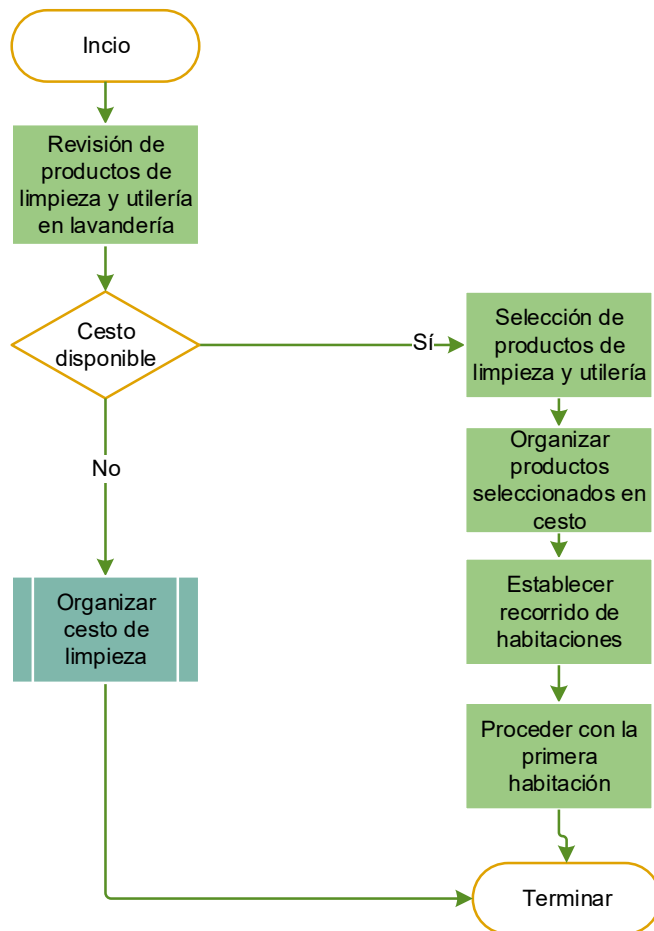 Incio
Revisión de
productos de
limpieza y utilería
en lavandería
Cesto
disponible
Sí
Selección de
productos de
limpieza y utilería
Organizar
productos
seleccionados en
cesto
No
Organizar
cesto de
limpieza
Establecer
recorrido de
habitaciones
Proceder con la
primera
habitación
Terminar